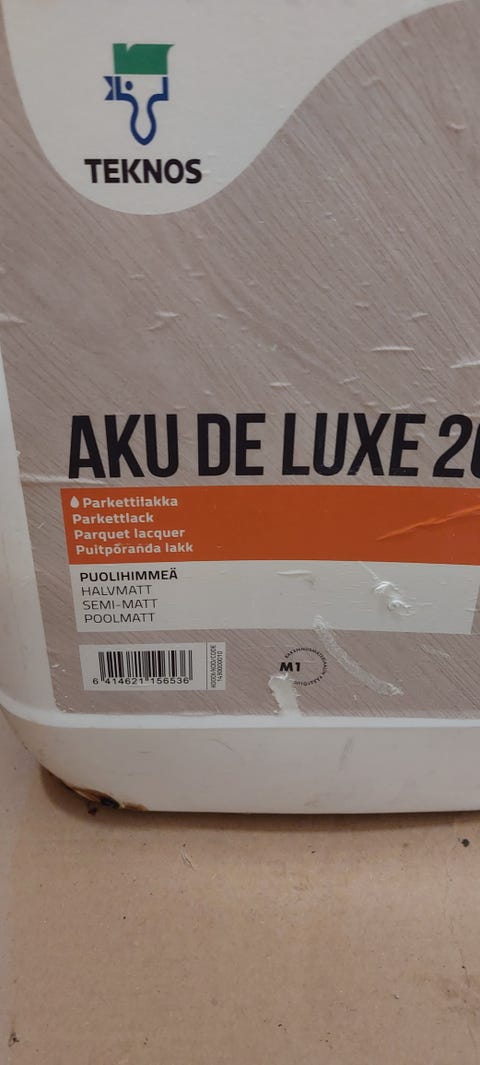 TEKNOS
AKU DE LUXE 20
Parkettilakka
Parkettlack
Parquet lacquer
Puitpõranda lakk
PUOLIHIMMEÄ
HALVMATT
SEMI-MATT
POOLMATT
6 414621 156536
M1